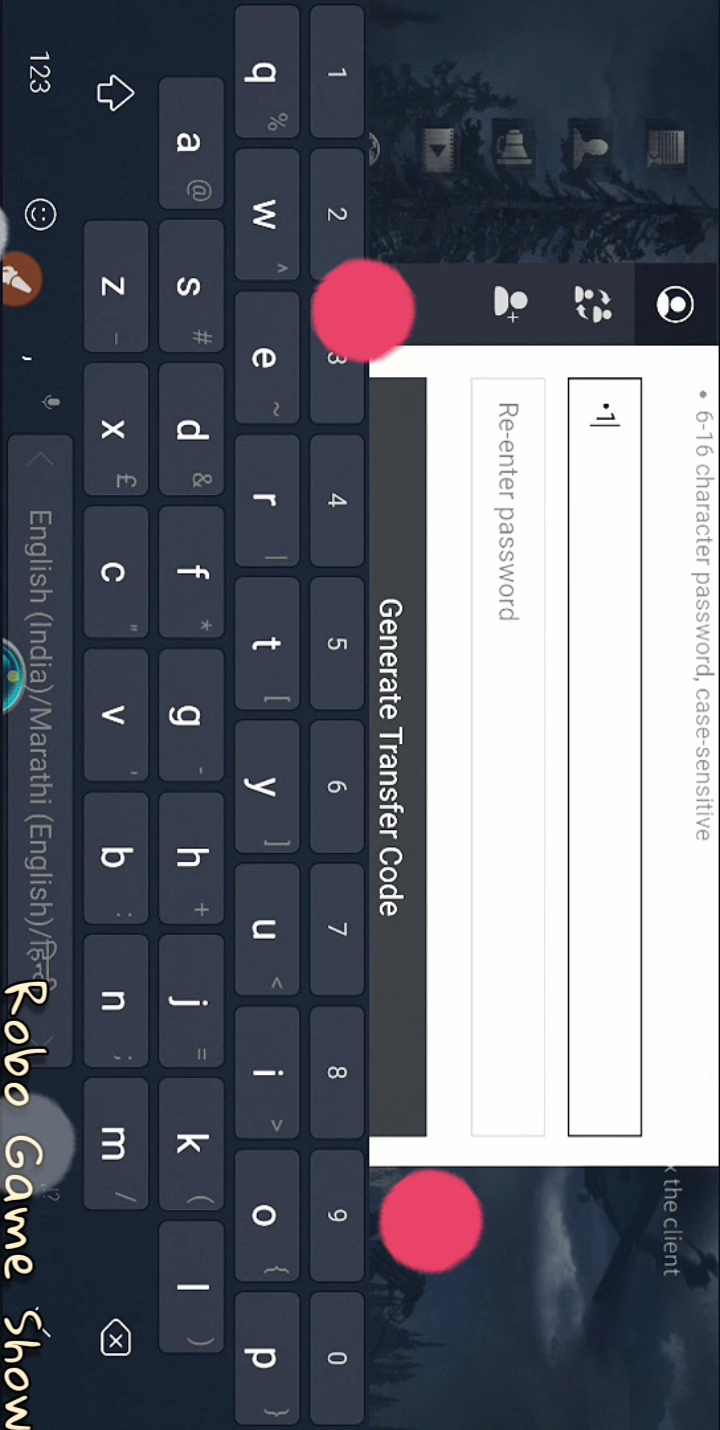 • 6-16 character password, case-sensitive
the client
•1
Re-enter password
Generate Transfer Code
1 2 3 4 5 6 7 8 9 0
q % w ^ e ~ r | t [ y ] u < i > o { p }
a @ s # d & f * g - h + j = k ( l )
z _ x £ c " v ' b : n ; m /
123 , English (India)/Marathi (English)/हिन्दी !?
Robo Game Show